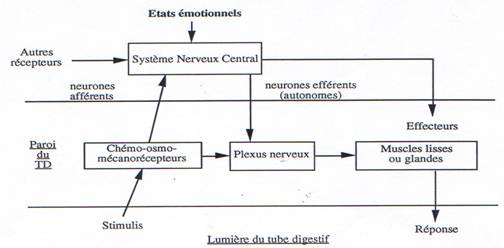 Etats émotionnels
Autres
récepteurs
Système Nerveux Central
neurones
afférents
neurones efférents
(autonomes)
Effecteurs
Paroi
du
TD
Chémo-osmo-
mécanorécepteurs
Plexus nerveux
Muscles lisses
ou glandes
Stimulis
Réponse
Lumière du tube digestif